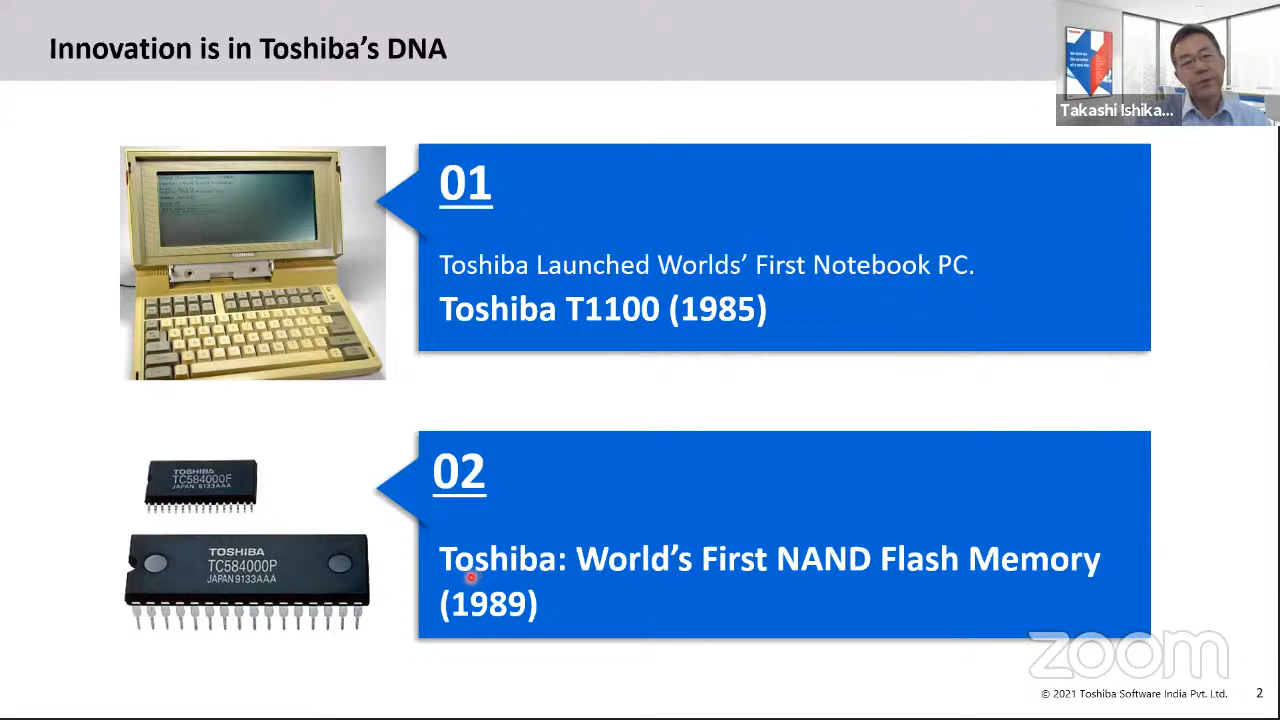 Innovation is in Toshiba's DNA
Takashi Ishika...
01
Toshiba Launched Worlds' First Notebook PC.
Toshiba T1100 (1985)
TOSHIBA
TOSHIBA
TC584000F
JAPAN 9133AAA
TOSHIBA
TC584000P
JAPAN 9133AAA
02
Toshiba: World's First NAND Flash Memory
(1989)
zoom
© 2021 Toshiba Software India Pvt. Ltd.
2